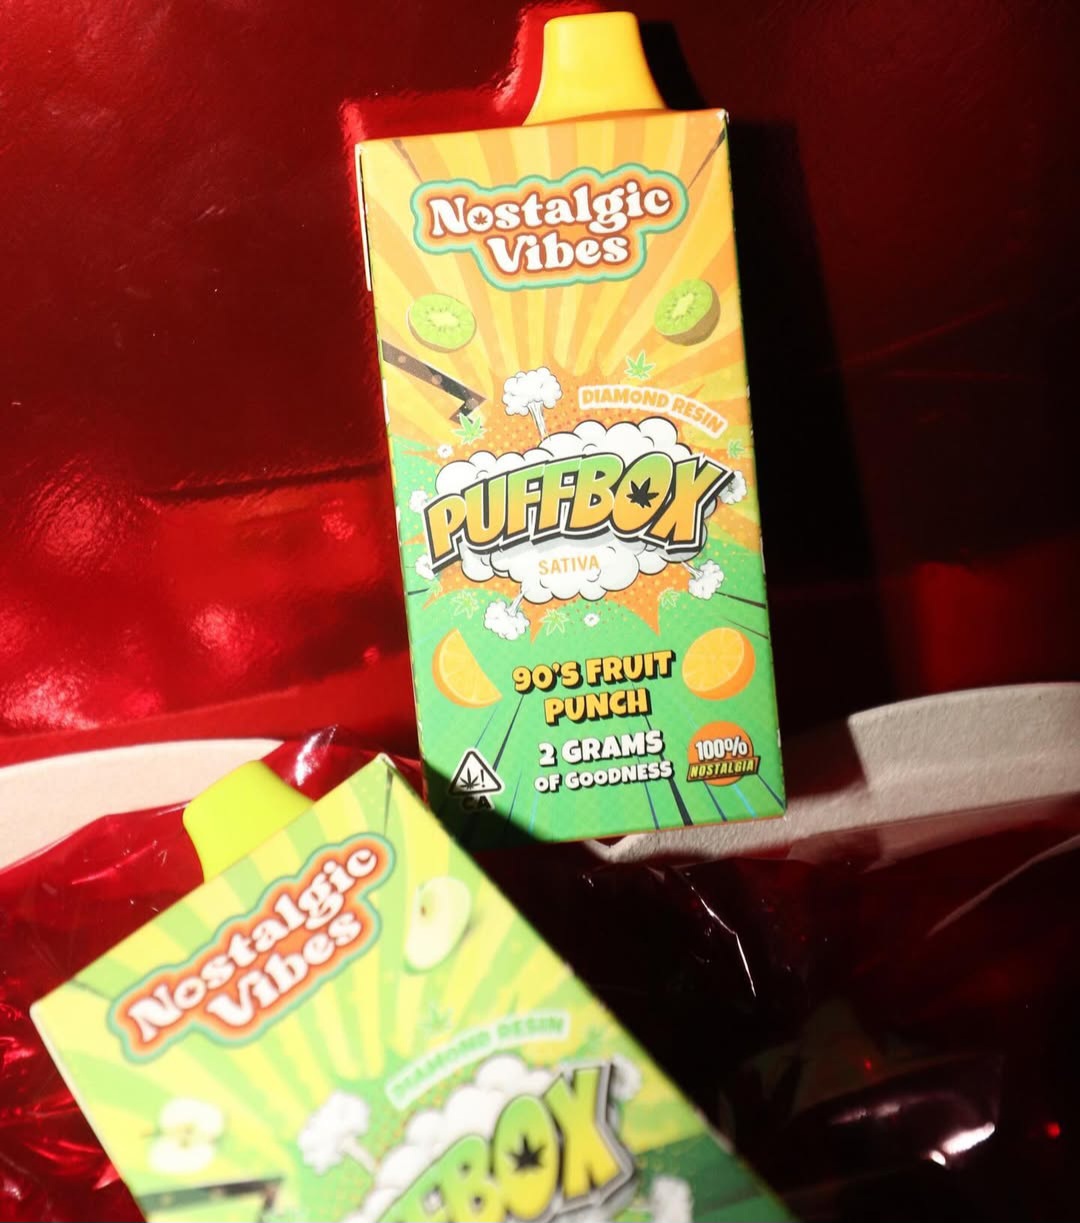 Nostalgic
Vibes
DIAMOND RESIN
PUFFBOX
SATIVA
90'S FRUIT
PUNCH
2 GRAMS
OF GOODNESS
100%
NOSTALGIA
!
CA
Nostalgic
Vibes
DIAMOND RESIN
FBOX